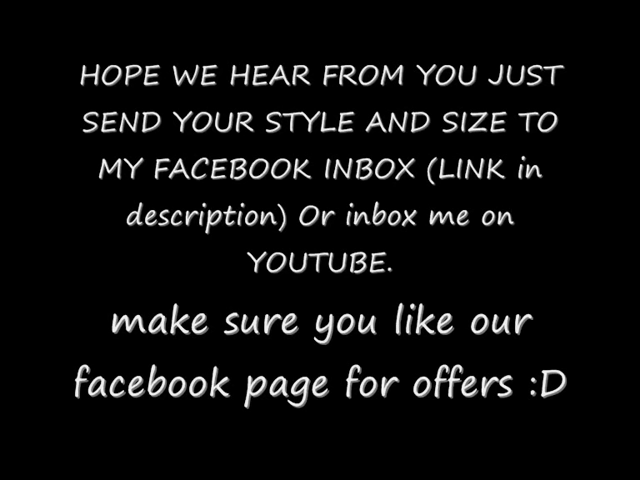 HOPE WE HEAR FROM YOU JUST
SEND YOUR STYLE AND SIZE TO
MY FACEBOOK INBOX (LINK in
description) Or inbox me on
YOUTUBE.
make sure you like our
facebook page for offers :D